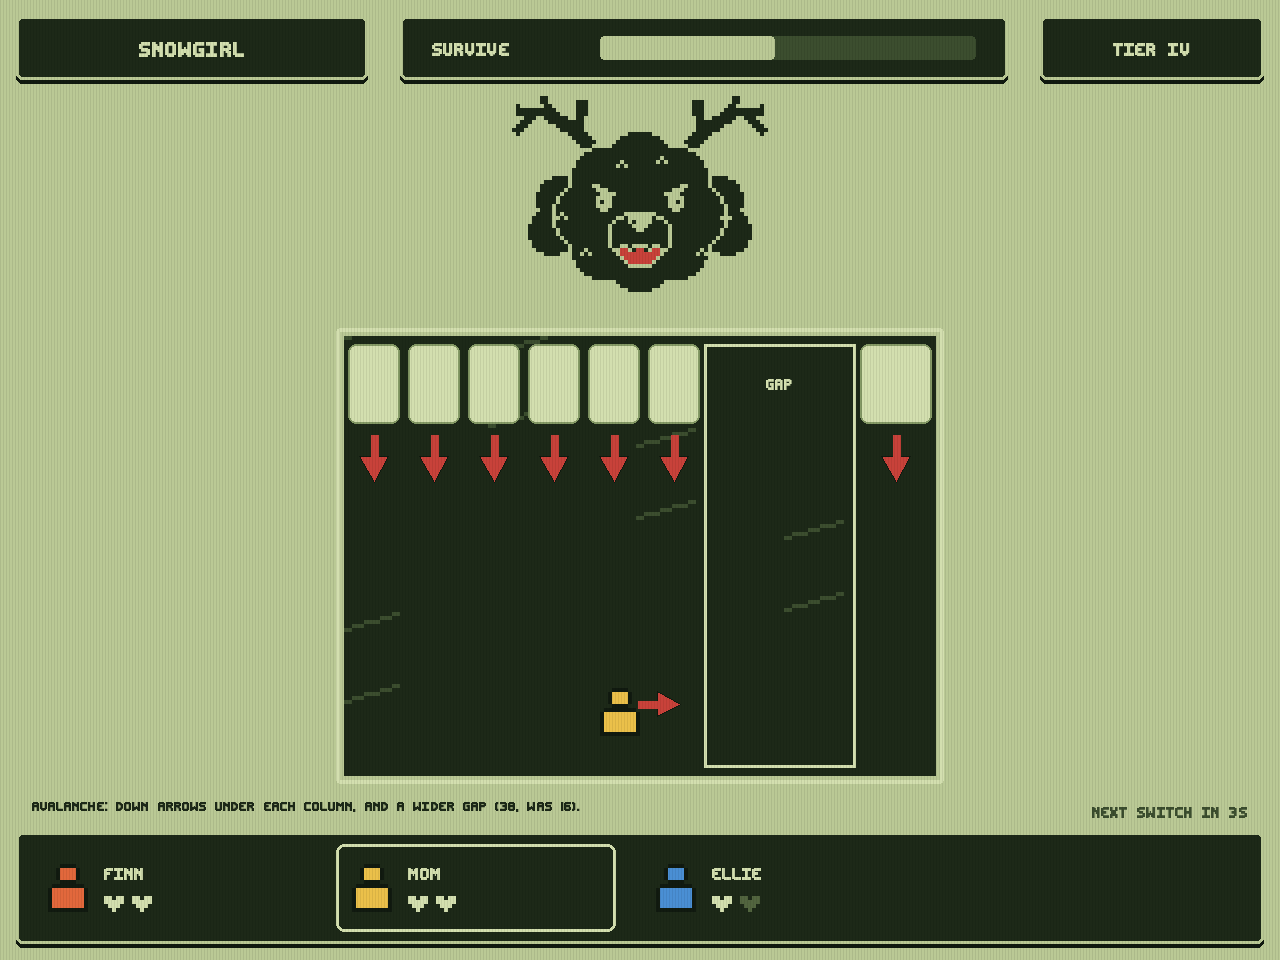 SNOWGIRL
SURVIVE
TIER IV
GAP
AVALANCHE: DOWN ARROWS UNDER EACH COLUMN, AND A WIDER GAP (38, WAS 16).
NEXT SWITCH IN 3S
FINN
MOM
ELLIE